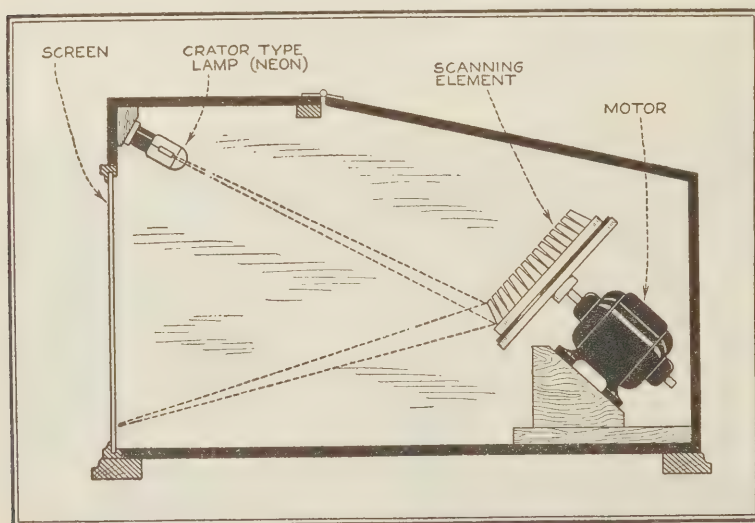 SCREEN
CRATOR TYPE
LAMP (NEON)
SCANNING
ELEMENT
MOTOR